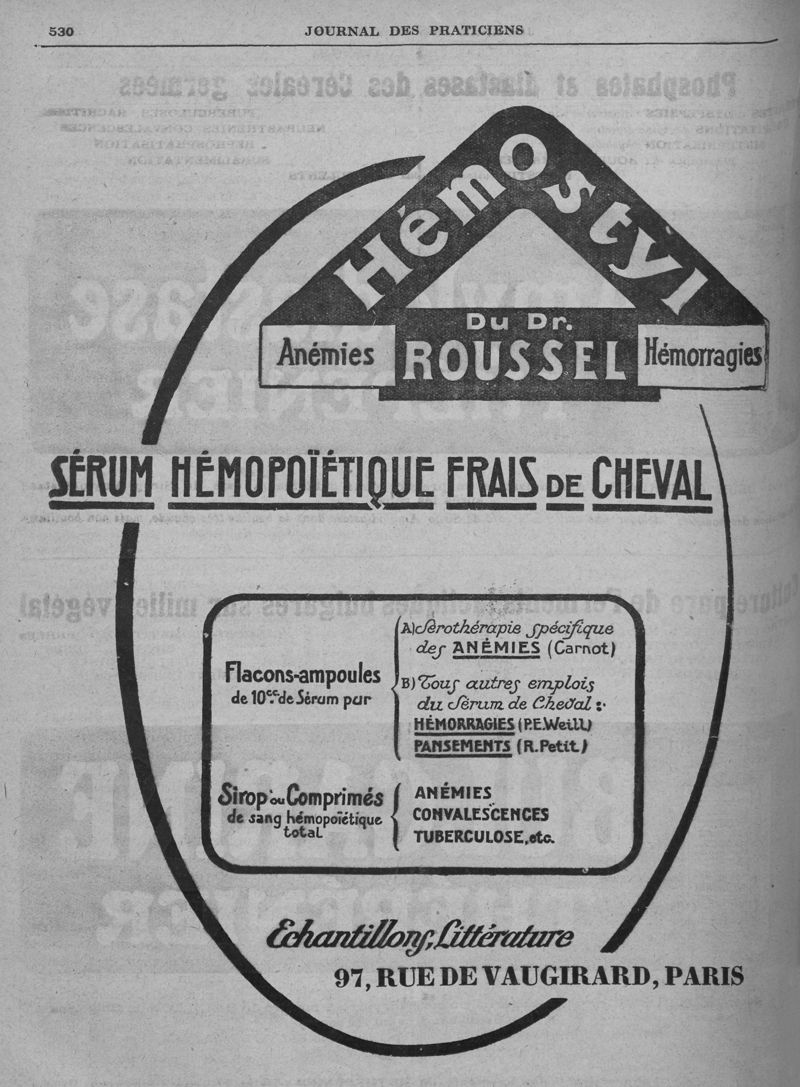 530
JOURNAL DES PRATICIENS
Hémostyl
Du Dr.
ROUSSEL
Anémies
Hémorragies
SÉRUM HÉMOPOÏÉTIQUE FRAIS DE CHEVAL
Flacons-ampoules
de 10cc. de Sérum pur
A) Sérothérapie spécifique
des ANÉMIES (Carnot)
B) Tous autres emplois
du Sérum de Cheval :
HÉMORRAGIES (P.E.Weill)
PANSEMENTS (R.Petit)
Sirop ou Comprimés
de sang hémopoïétique
total
ANÉMIES
CONVALESCENCES
TUBERCULOSE, etc.
Echantillons, Littérature
97, RUE DE VAUGIRARD, PARIS